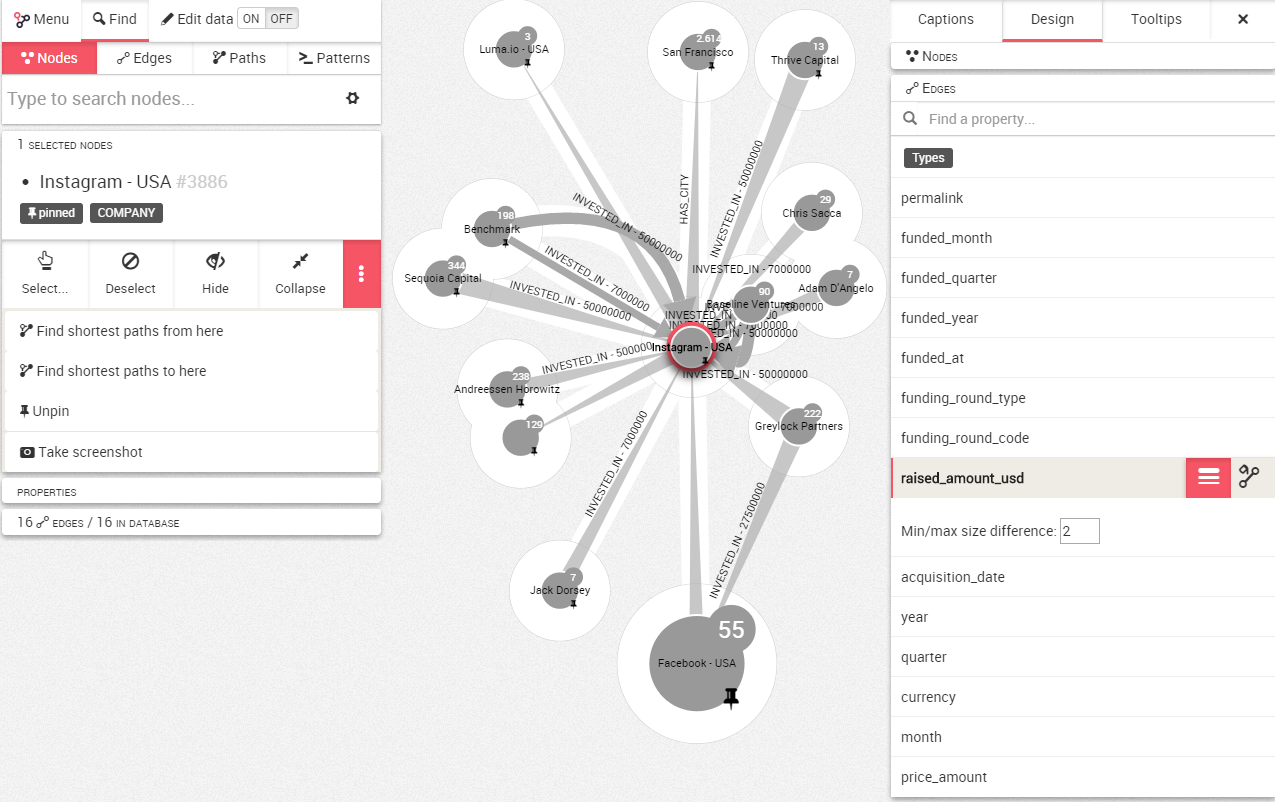 Menu
Find
Edit data ON OFF
Nodes
Edges
Paths
Patterns
Type to search nodes...
1 selected nodes
Instagram - USA #3886
pinned COMPANY
Select...
Deselect
Hide
Collapse
Find shortest paths from here
Find shortest paths to here
Unpin
Take screenshot
properties
16 edges / 16 in database
3
Luma.io - USA
2.614
San Francisco
13
Thrive Capital
29
Chris Sacca
7
Adam D'Angelo
90
Baseline Ventures
198
Benchmark
344
Sequoia Capital
INVESTED_IN - 50000000
HAS_CITY
INVESTED_IN - 50000000
INVESTED_IN - 7000000
INVESTED_IN - 7000000
INVESTED_IN - 50000000
INVESTED_IN
INVESTED_IN
Instagram - USA
INVESTED_IN - 50000000
238
Andreessen Horowitz
129
222
Greylock Partners
INVESTED_IN - 7000000
INVESTED_IN - 27500000
7
Jack Dorsey
55
Facebook - USA
Captions
Design
Tooltips
Nodes
Edges
Find a property...
Types
permalink
funded_month
funded_quarter
funded_year
funded_at
funding_round_type
funding_round_code
raised_amount_usd
Min/max size difference: 2
acquisition_date
year
quarter
currency
month
price_amount